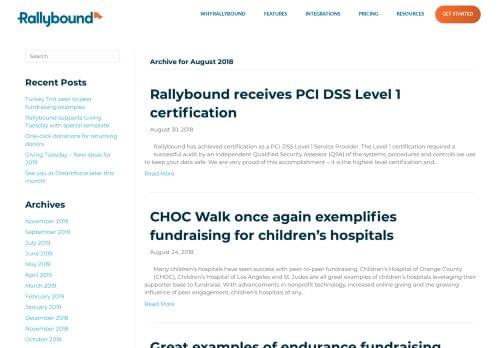 Rallybound
WHY RALLYBOUND
FEATURES
INTEGRATIONS
PRICING
RESOURCES
GET STARTED
Search
Recent Posts
Turkey Trot peer to peer
fundraising examples
Rallybound supports Giving
Tuesday with special template
One-click donations for returning
donors
Giving Tuesday – New ideas for
2019
See you at Dreamforce later this
month!
Archives
November 2019
September 2019
July 2019
June 2019
May 2019
April 2019
March 2019
February 2019
January 2019
December 2018
November 2018
October 2018
Archive for August 2018
Rallybound receives PCI DSS Level 1
certification
August 30, 2018
Rallybound has achieved certification as a PCI DSS Level 1 Service Provider. The Level 1 certification required a
successful audit by an independent Qualified Security Assessor (QSA) of the systems, procedures and controls we use
to keep your data safe. We are very proud of this accomplishment – it is the highest level certification and...
Read More
CHOC Walk once again exemplifies
fundraising for children’s hospitals
August 24, 2018
Many children's hospitals have seen success with peer-to-peer fundraising. Children's Hospital of Orange County
(CHOC), Children's Hospital of Los Angeles and St. Judes are all great examples of children's hospitals leveraging their
supporter base to fundraise. With advancements in nonprofit technology, increased online giving and the growing
influence of peer engagement, children's hospitals of any...
Read More
Great examples of endurance fundraising